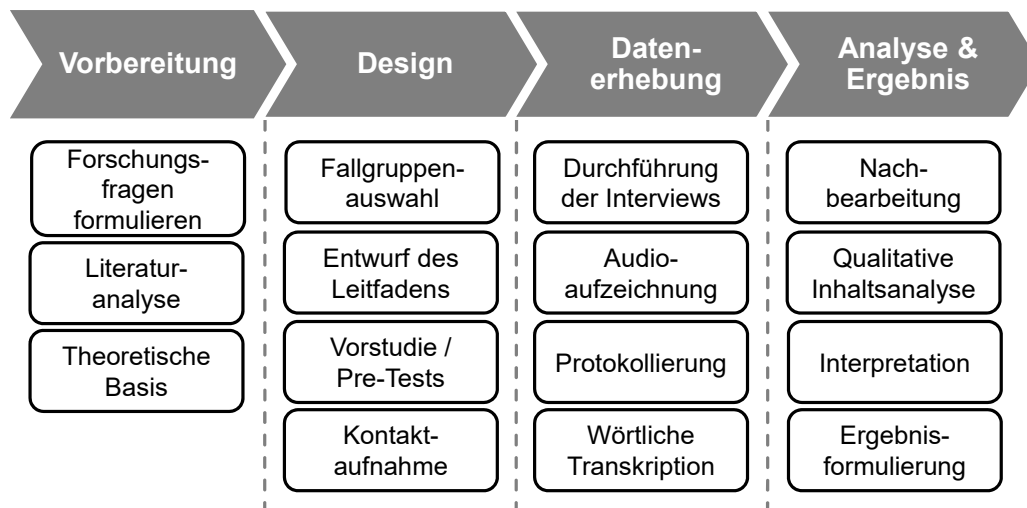 Vorbereitung
Design
Daten-
erhebung
Analyse &
Ergebnis
Forschungs-
fragen
formulieren
Literatur-
analyse
Theoretische
Basis
Fallgruppen-
auswahl
Entwurf des
Leitfadens
Vorstudie /
Pre-Tests
Kontakt-
aufnahme
Durchführung
der Interviews
Audio-
aufzeichnung
Protokollierung
Wörtliche
Transkription
Nach-
bearbeitung
Qualitative
Inhaltsanalyse
Interpretation
Ergebnis-
formulierung